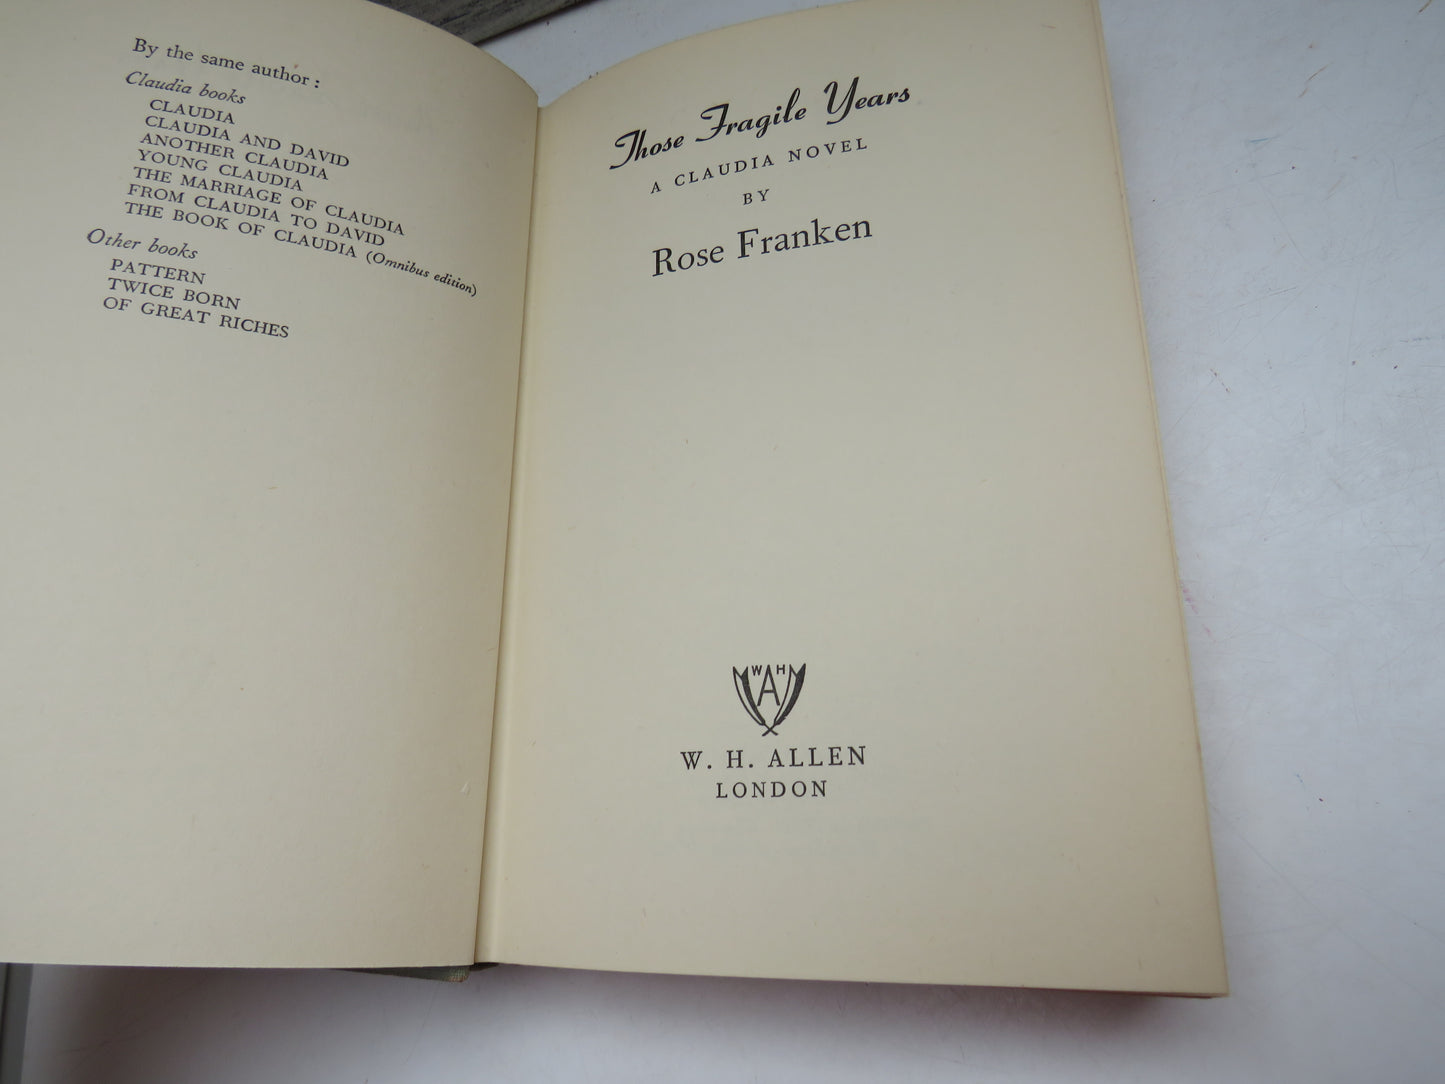 By the same author :
Claudia books
CLAUDIA
CLAUDIA AND DAVID
ANOTHER CLAUDIA
YOUNG CLAUDIA
THE MARRIAGE OF CLAUDIA
FROM CLAUDIA TO DAVID
THE BOOK OF CLAUDIA (Omnibus edition)
Other books
PATTERN
TWICE BORN
OF GREAT RICHES
Those Fragile Years
A CLAUDIA NOVEL
BY
Rose Franken
W A H
W. H. ALLEN
LONDON